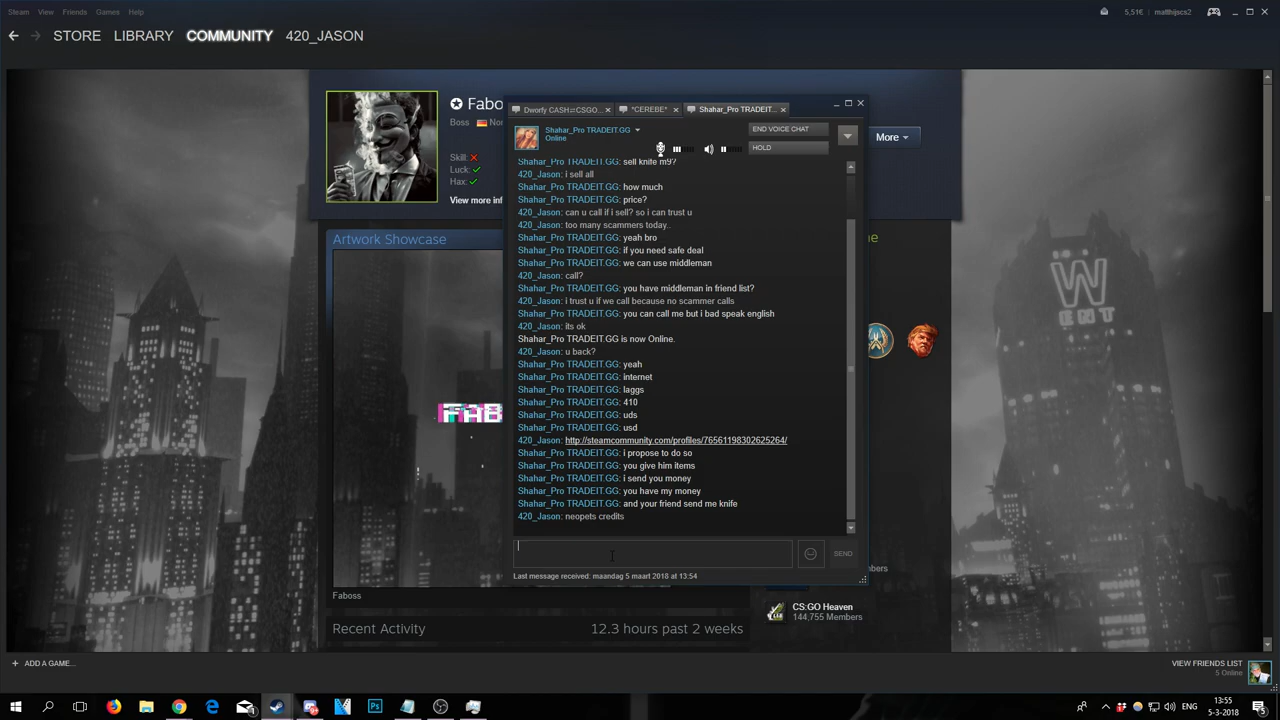 Steam View Friends Games Help
5,51€ matthijscs2
STORE LIBRARY COMMUNITY 420_JASON
Fabos
Boss
Skill:
Luck:
Hax:
View more inf
More
Artwork Showcase
FAB
Faboss
Recent Activity 12.3 hours past 2 weeks
Dworfy CASH=CSGO... *CEREBE* Shahar_Pro TRADEIT...
Shahar_Pro TRADEIT.GG
Online
END VOICE CHAT
HOLD
Shahar_Pro TRADEIT.GG: sell knife m9?
420_Jason: i sell all
Shahar_Pro TRADEIT.GG: how much
Shahar_Pro TRADEIT.GG: price?
420_Jason: can u call if i sell? so i can trust u
420_Jason: too many scammers today..
Shahar_Pro TRADEIT.GG: yeah bro
Shahar_Pro TRADEIT.GG: if you need safe deal
Shahar_Pro TRADEIT.GG: we can use middleman
420_Jason: call?
Shahar_Pro TRADEIT.GG: you have middleman in friend list?
420_Jason: i trust u if we call because no scammer calls
Shahar_Pro TRADEIT.GG: you can call me but i bad speak english
420_Jason: its ok
Shahar_Pro TRADEIT.GG is now Online.
420_Jason: u back?
Shahar_Pro TRADEIT.GG: yeah
Shahar_Pro TRADEIT.GG: internet
Shahar_Pro TRADEIT.GG: laggs
Shahar_Pro TRADEIT.GG: 410
Shahar_Pro TRADEIT.GG: uds
Shahar_Pro TRADEIT.GG: usd
420_Jason: http://steamcommunity.com/profiles/76561198302625264/
Shahar_Pro TRADEIT.GG: i propose to do so
Shahar_Pro TRADEIT.GG: you give him items
Shahar_Pro TRADEIT.GG: i send you money
Shahar_Pro TRADEIT.GG: you have my money
Shahar_Pro TRADEIT.GG: and your friend send me knife
420_Jason: neopets credits
SEND
Last message received: maandag 5 maart 2018 at 13:54
CS:GO Heaven
144,755 Members
W
ENT
ADD A GAME...
VIEW FRIENDS LIST
5 Online
13:55
5-3-2018